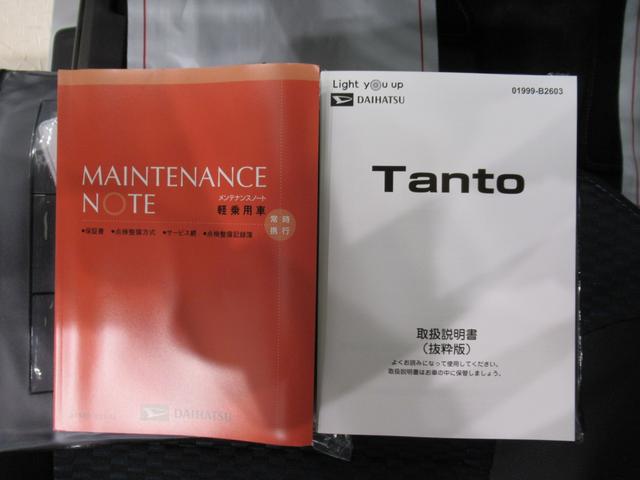 MAINTENANCE
NOTE
メンテナンスノート
軽乗用車
常時
携行
•保証書 •点検整備方式 •サービス網 •点検整備記録簿
DAIHATSU
Light you up
DAIHATSU
01999-B2603
Tanto
取扱説明書
(抜粋版)
よくお読みになって使用してください。
取扱説明書はお車の中に保管しましょう。